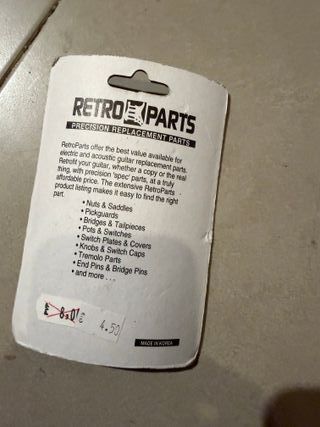 RETRO PARTS
PRECISION REPLACEMENT PARTS
RetroParts offer the best value available for
electric and acoustic guitar replacement parts.
Retrofit your guitar, whether a copy or the real
thing, with precision 'spec' parts, at a truly
affordable price. The extensive RetroParts
product listing makes it easy to find the right
part.
• Nuts & Saddles
• Pickguards
• Bridges & Tailpieces
• Pots & Switches
• Switch Plates & Covers
• Knobs & Switch Caps
• Tremolo Parts
• End Pins & Bridge Pins
• and more . . .
4.50
MADE IN KOREA